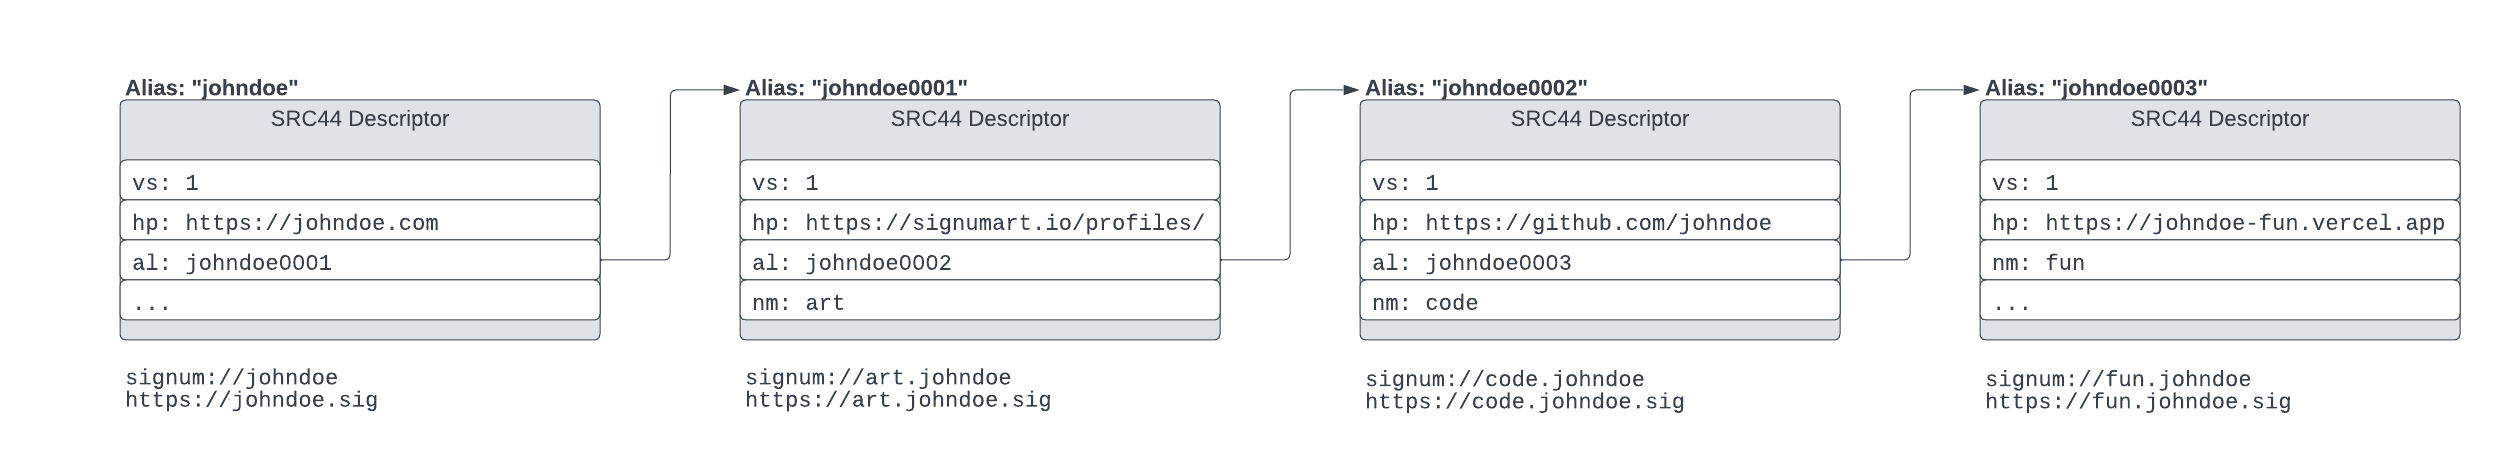 Alias: "johndoe"
SRC44 Descriptor
vs: 1
hp: https://johndoe.com
al: johndoe0001
...
signum://johndoe
https://johndoe.sig
Alias: "johndoe0001"
SRC44 Descriptor
vs: 1
hp: https://signumart.io/profiles/
al: johndoe0002
nm: art
signum://art.johndoe
https://art.johndoe.sig
Alias: "johndoe0002"
SRC44 Descriptor
vs: 1
hp: https://github.com/johndoe
al: johndoe0003
nm: code
signum://code.johndoe
https://code.johndoe.sig
Alias: "johndoe0003"
SRC44 Descriptor
vs: 1
hp: https://johndoe-fun.vercel.app
nm: fun
...
signum://fun.johndoe
https://fun.johndoe.sig